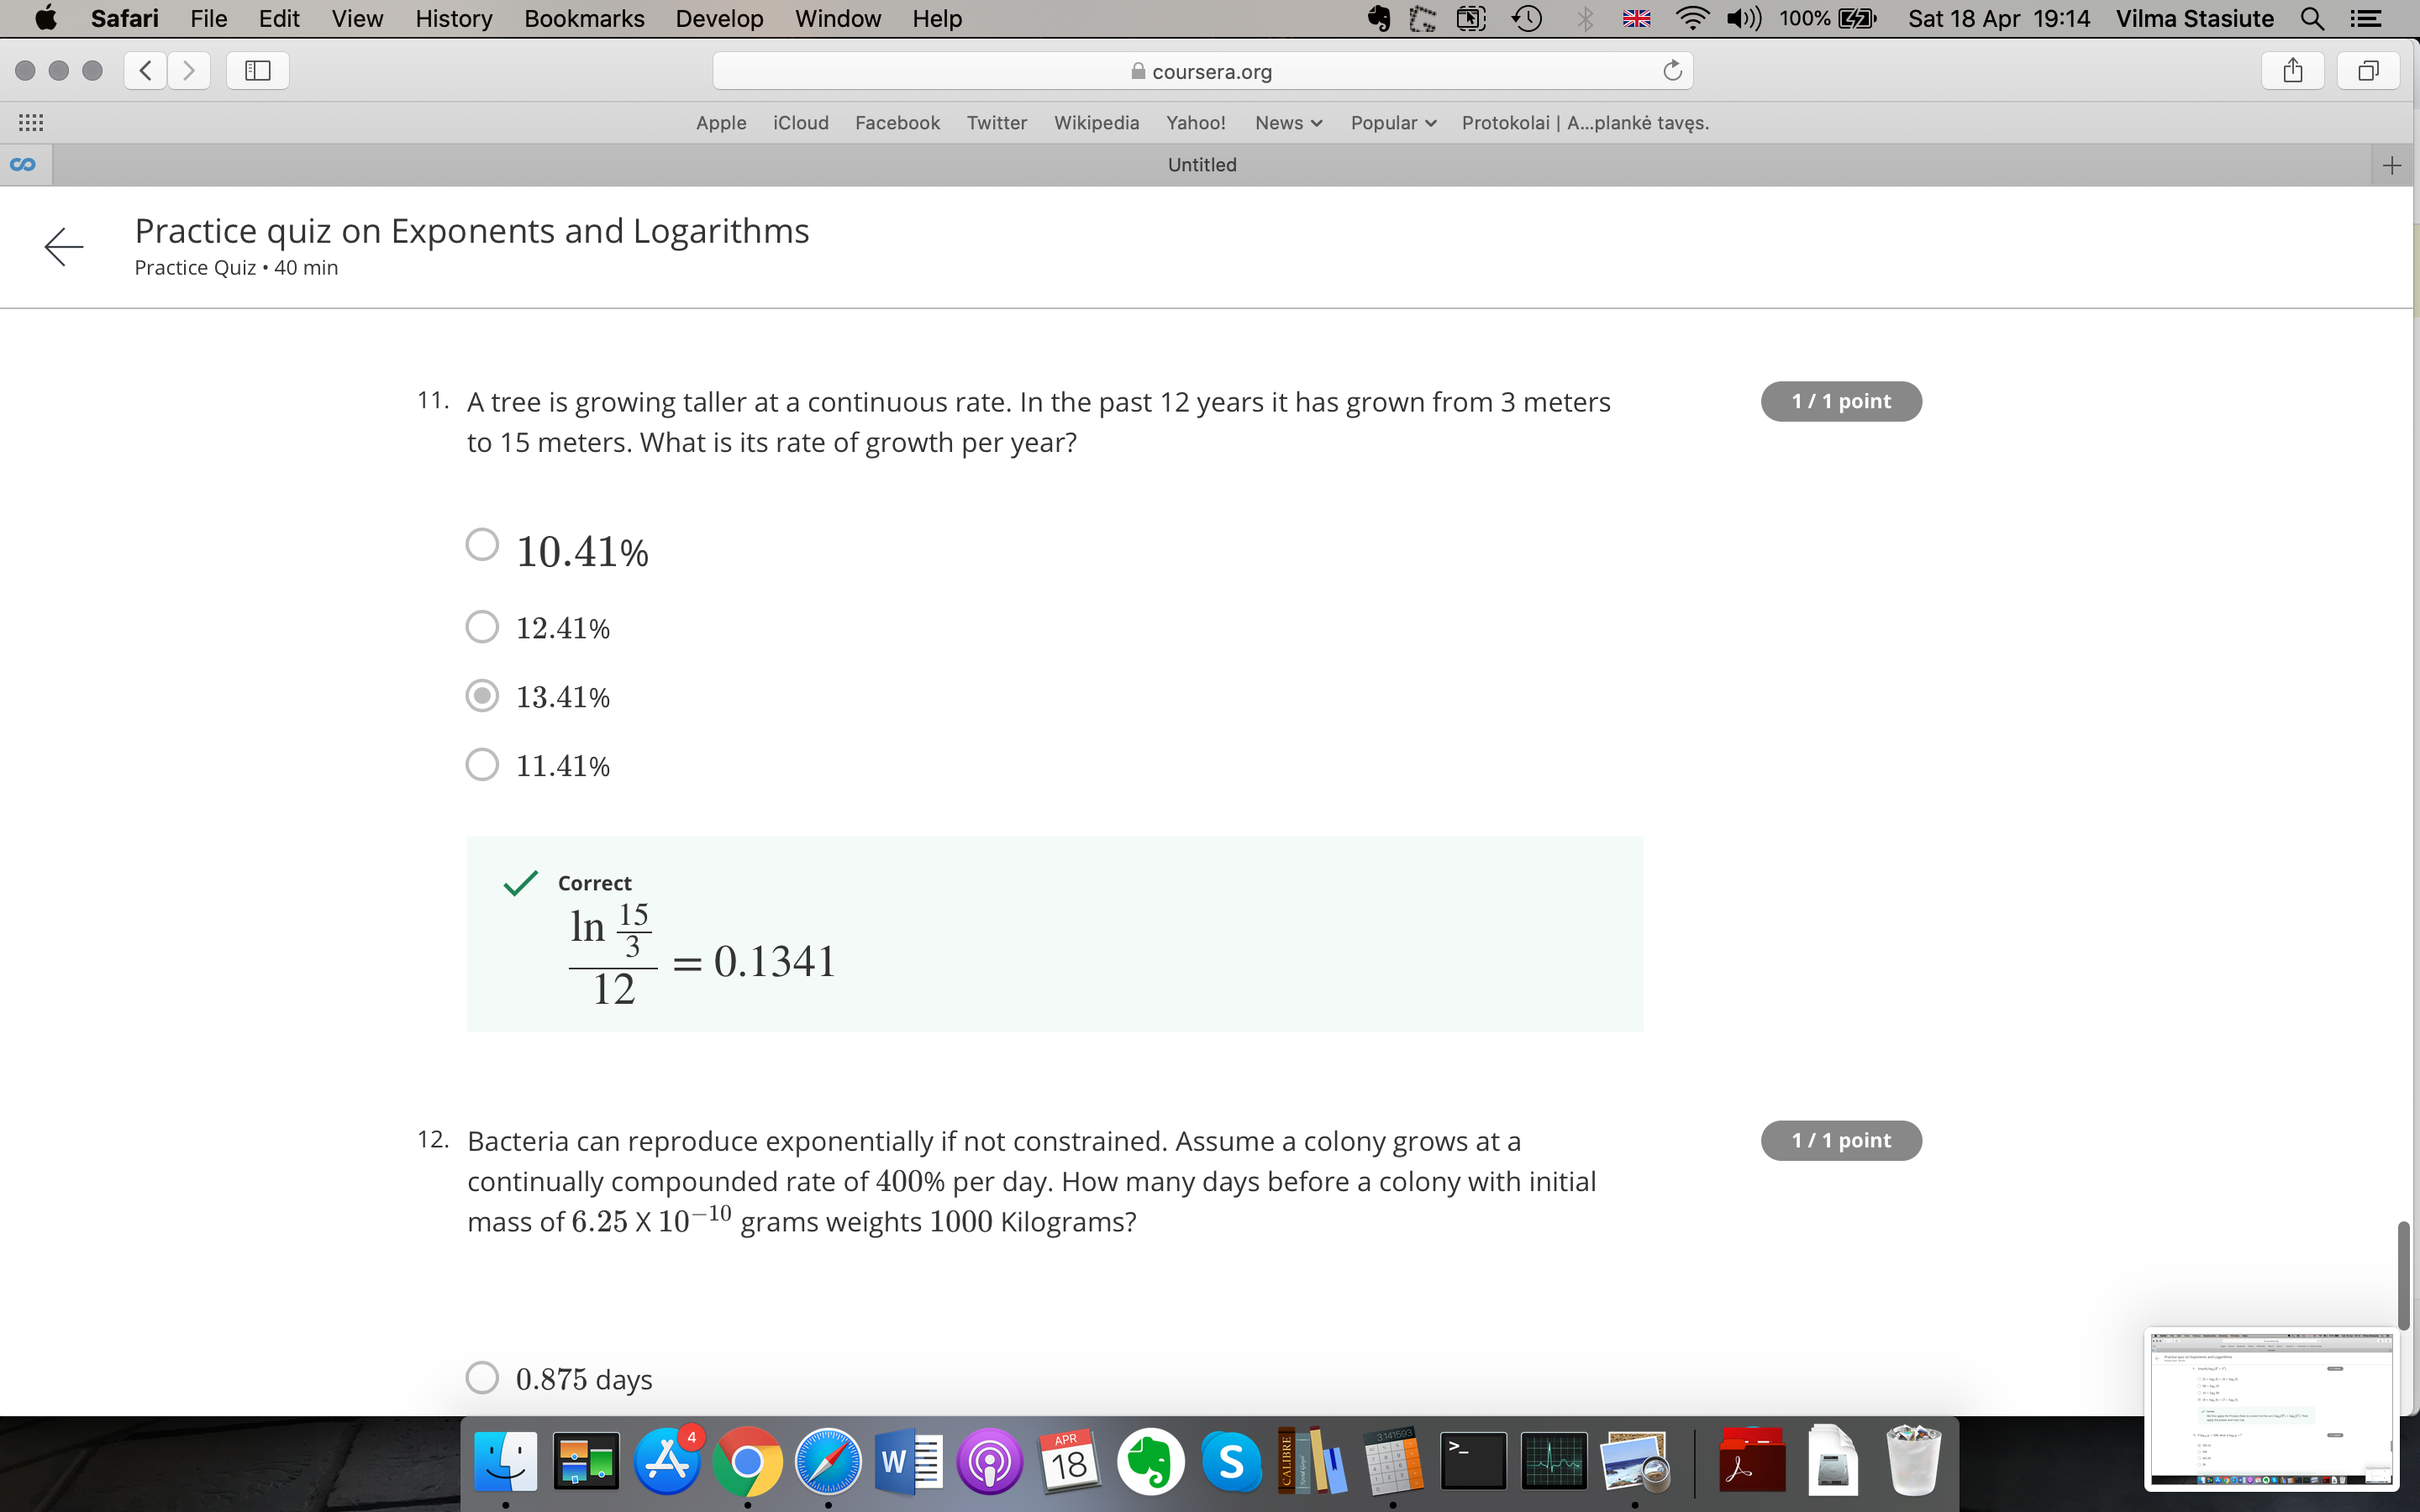 Safari File Edit View History Bookmarks Develop Window Help 100% Sat 18 Apr 19:14 Vilma Stasiute
coursera.org
Apple iCloud Facebook Twitter Wikipedia Yahoo! News Popular Protokolai | A...plankė tavęs.
Untitled
Practice quiz on Exponents and Logarithms
Practice Quiz • 40 min
11. A tree is growing taller at a continuous rate. In the past 12 years it has grown from 3 meters
to 15 meters. What is its rate of growth per year?
1 / 1 point
10.41%
12.41%
13.41%
11.41%
Correct
ln 15/3 / 12 = 0.1341
12. Bacteria can reproduce exponentially if not constrained. Assume a colony grows at a
continually compounded rate of 400% per day. How many days before a colony with initial
mass of 6.25 X 10⁻¹⁰ grams weights 1000 Kilograms?
1 / 1 point
0.875 days
4
W
APR
18
S
CALIBRE
3.141593
>_